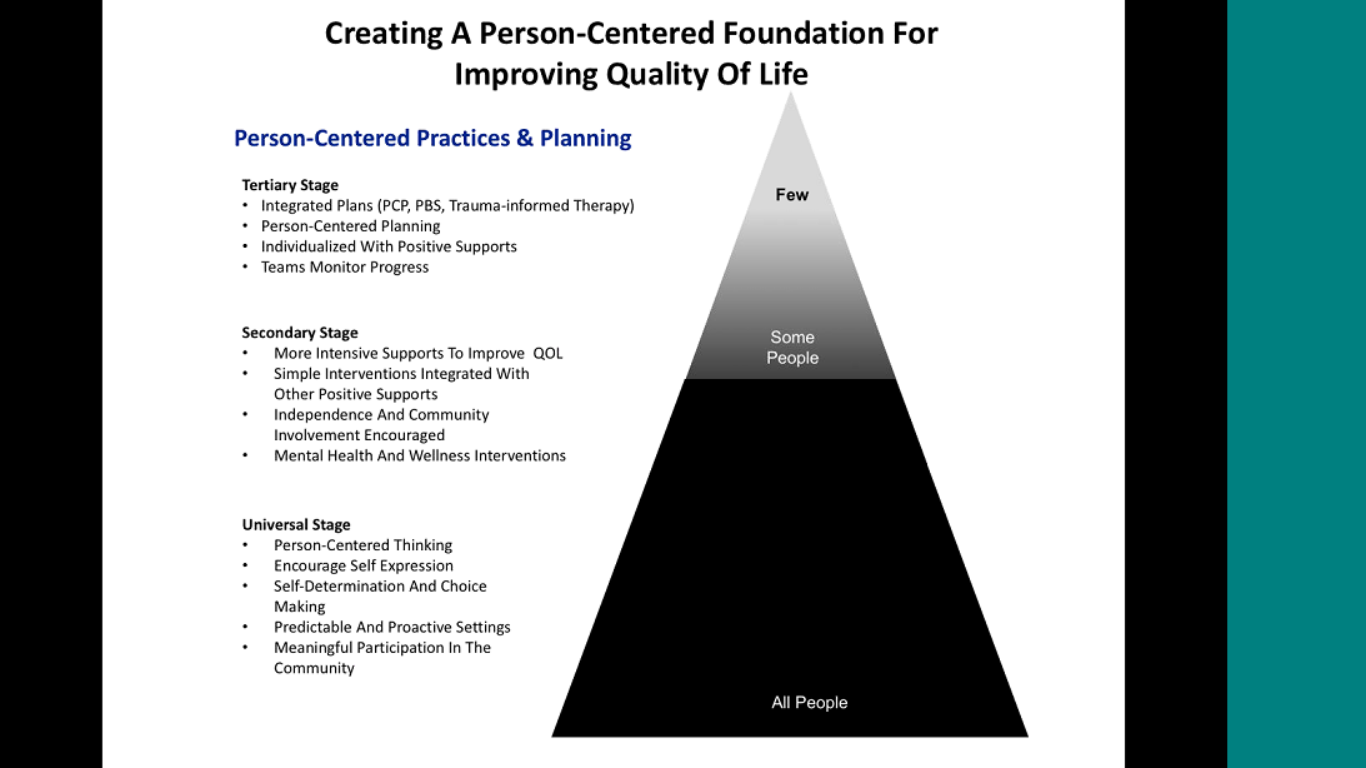 Creating A Person-Centered Foundation For
Improving Quality Of Life
Person-Centered Practices & Planning
Tertiary Stage
• Integrated Plans (PCP, PBS, Trauma-informed Therapy)
• Person-Centered Planning
• Individualized With Positive Supports
• Teams Monitor Progress
Secondary Stage
• More Intensive Supports To Improve  QOL
• Simple Interventions Integrated With
Other Positive Supports
• Independence And Community
Involvement Encouraged
• Mental Health And Wellness Interventions
Universal Stage
• Person-Centered Thinking
• Encourage Self Expression
• Self-Determination And Choice
Making
• Predictable And Proactive Settings
• Meaningful Participation In The
Community
Few
Some
People
All People